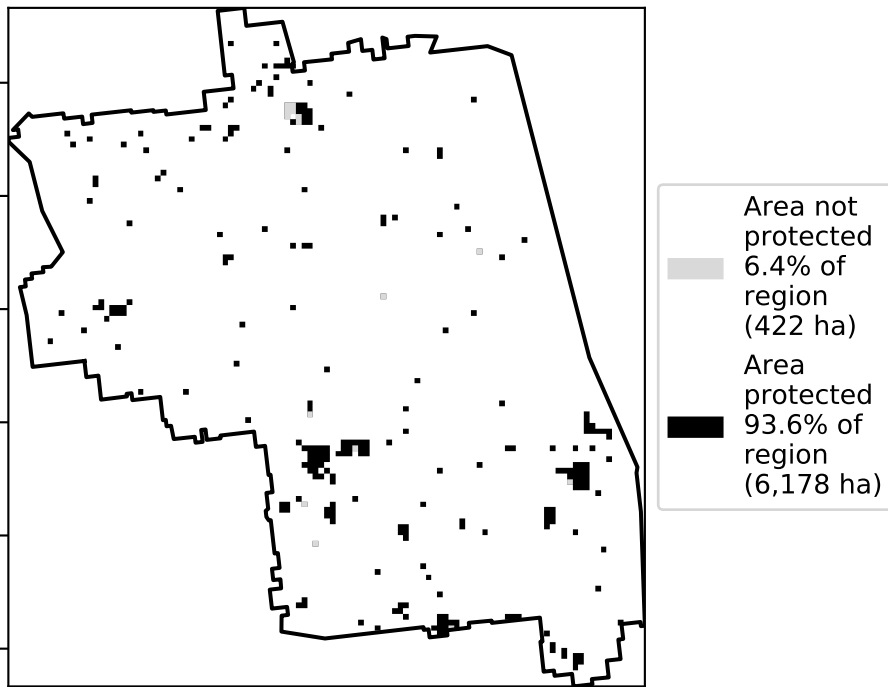 Area not
protected
6.4% of
region
(422 ha)
Area
protected
93.6% of
region
(6,178 ha)